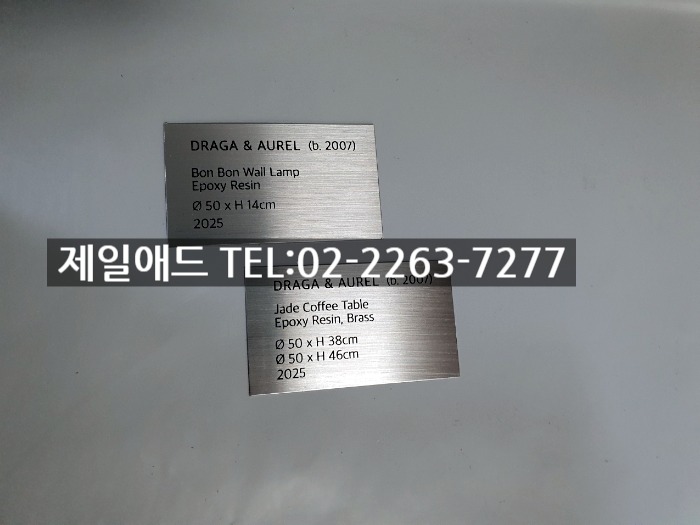 DRAGA & AUREL (b. 2007)
Bon Bon Wall Lamp
Epoxy Resin
Ø 50 x H 14cm
2025
제일애드 TEL:02-2263-7277
DRAGA & AUREL (b. 2007)
Jade Coffee Table
Epoxy Resin, Brass
Ø 50 x H 38cm
Ø 50 x H 46cm
2025